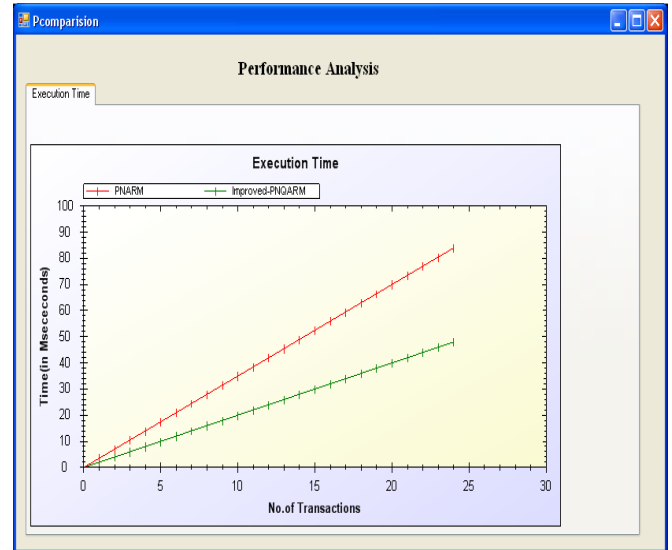 Pcomparision
Performance Analysis
Execution Time
Execution Time
PNARM Improved-PNQARM
100
90
80
70
60
50
40
30
20
10
0
Time(in Msececonds)
0 5 10 15 20 25 30
No.of Transactions